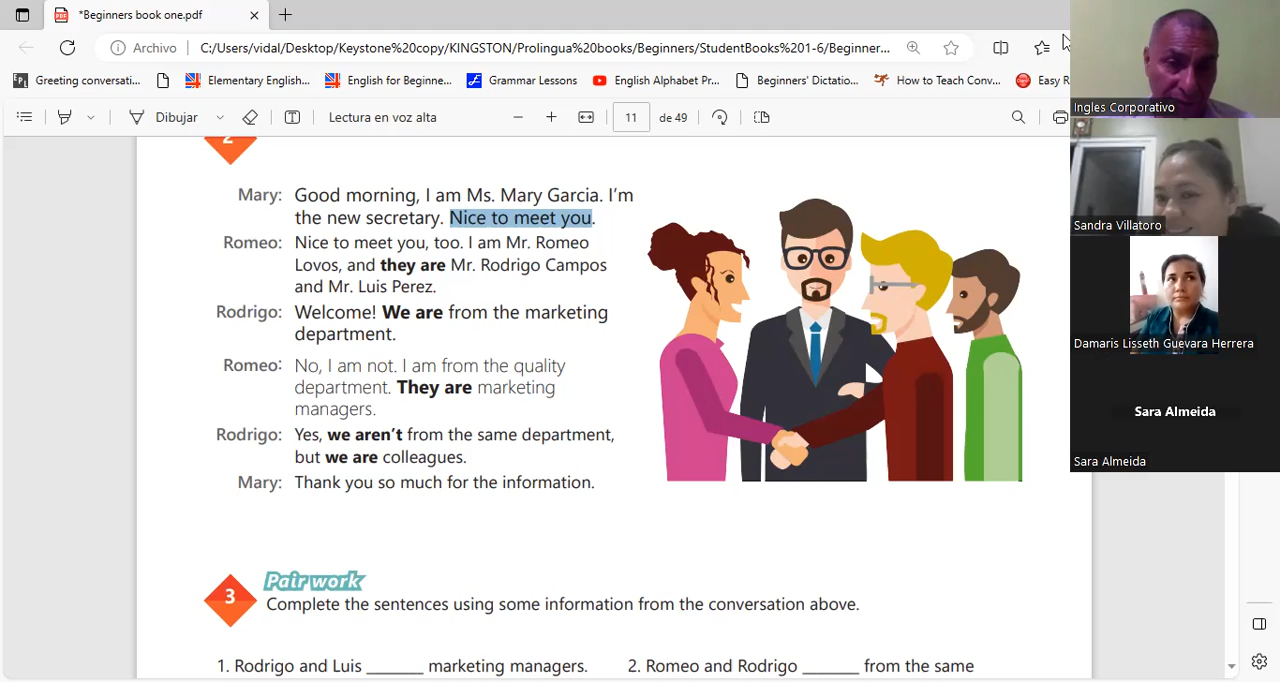 *Beginners book one.pdf
Archivo
C:/Users/vidal/Desktop/Keystone%20copy/KINGSTON/Prolingua%20books/Beginners/StudentBooks%201-6/Beginner...
Greeting conversati...
Elementary English...
English for Beginne...
Grammar Lessons
English Alphabet Pr...
Beginners' Dictatio...
How to Teach Conv...
Easy R
Dibujar
Lectura en voz alta
11
de 49
2
Mary: Good morning, I am Ms. Mary Garcia. I'm
the new secretary. Nice to meet you.
Romeo: Nice to meet you, too. I am Mr. Romeo
Lovos, and they are Mr. Rodrigo Campos
and Mr. Luis Perez.
Rodrigo: Welcome! We are from the marketing
department.
Romeo: No, I am not. I am from the quality
department. They are marketing
managers.
Rodrigo: Yes, we aren't from the same department,
but we are colleagues.
Mary: Thank you so much for the information.
Pair work
3
Complete the sentences using some information from the conversation above.
1. Rodrigo and Luis ______ marketing managers.
2. Romeo and Rodrigo ______ from the same
Ingles Corporativo
Sandra Villatoro
Damaris Lisseth Guevara Herrera
Sara Almeida
Sara Almeida